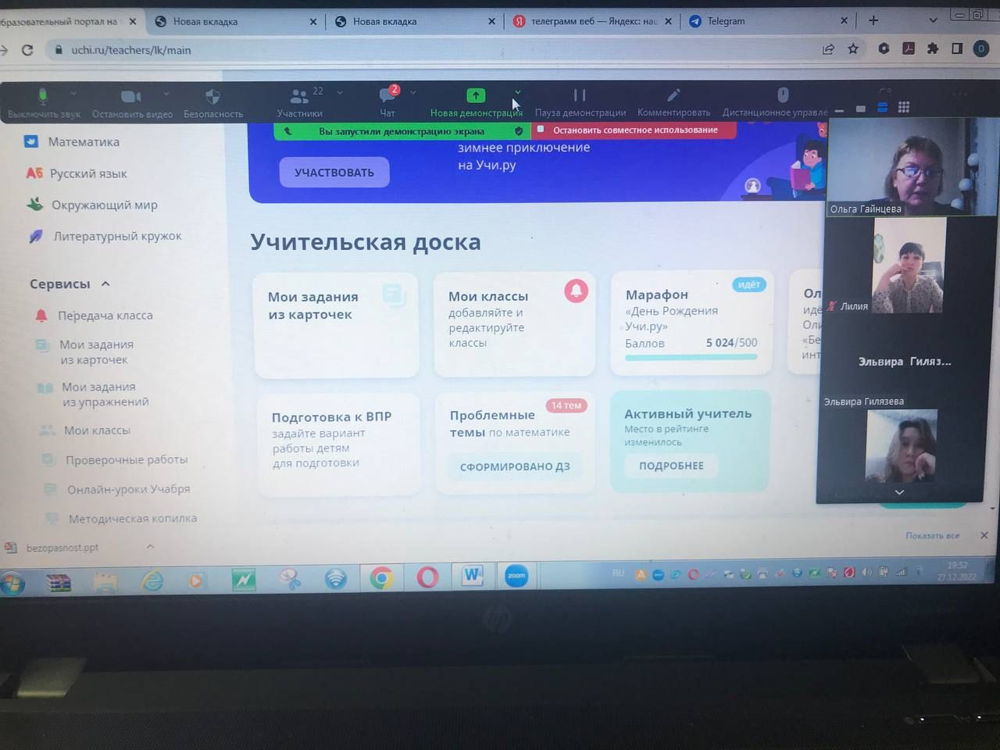 бразовательный портал на
Новая вкладка
Новая вкладка
телеграмм веб — Яндекс: на
Telegram
uchi.ru/teachers/lk/main
22
2
Выключить звук
Остановить видео
Безопасность
Участники
Чат
Новая демонстрация
Пауза демонстрации
Комментировать
Дистанционное управле
Вы запустили демонстрацию экрана
Остановить совместное использование
Математика
Русский язык
Окружающий мир
Литературный кружок
Сервисы
Передача класса
Мои задания
из карточек
Мои задания
из упражнений
Мои классы
Проверочные работы
Онлайн-уроки Учабря
Методическая копилка
зимнее приключение
на Учи.ру
УЧАСТВОВАТЬ
Учительская доска
Мои задания
из карточек
Мои классы
добавляйте и
редактируйте
классы
идёт
Марафон
«День Рождения
Учи.ру»
Баллов 5 024/500
Ол
идё
Оли
«Бе
инт
Подготовка к ВПР
задайте вариант
работы детям
для подготовки
14 тем
Проблемные
темы по математике
СФОРМИРОВАНО ДЗ
Активный учитель
Место в рейтинге
изменилось
ПОДРОБНЕЕ
Ольга Гайнцева
Лилия
Эльвира Гиляз...
Эльвира Гилязева
bezopasnost.ppt
Показать все
W
zoom
RU
19:52
27.12.2022
hp